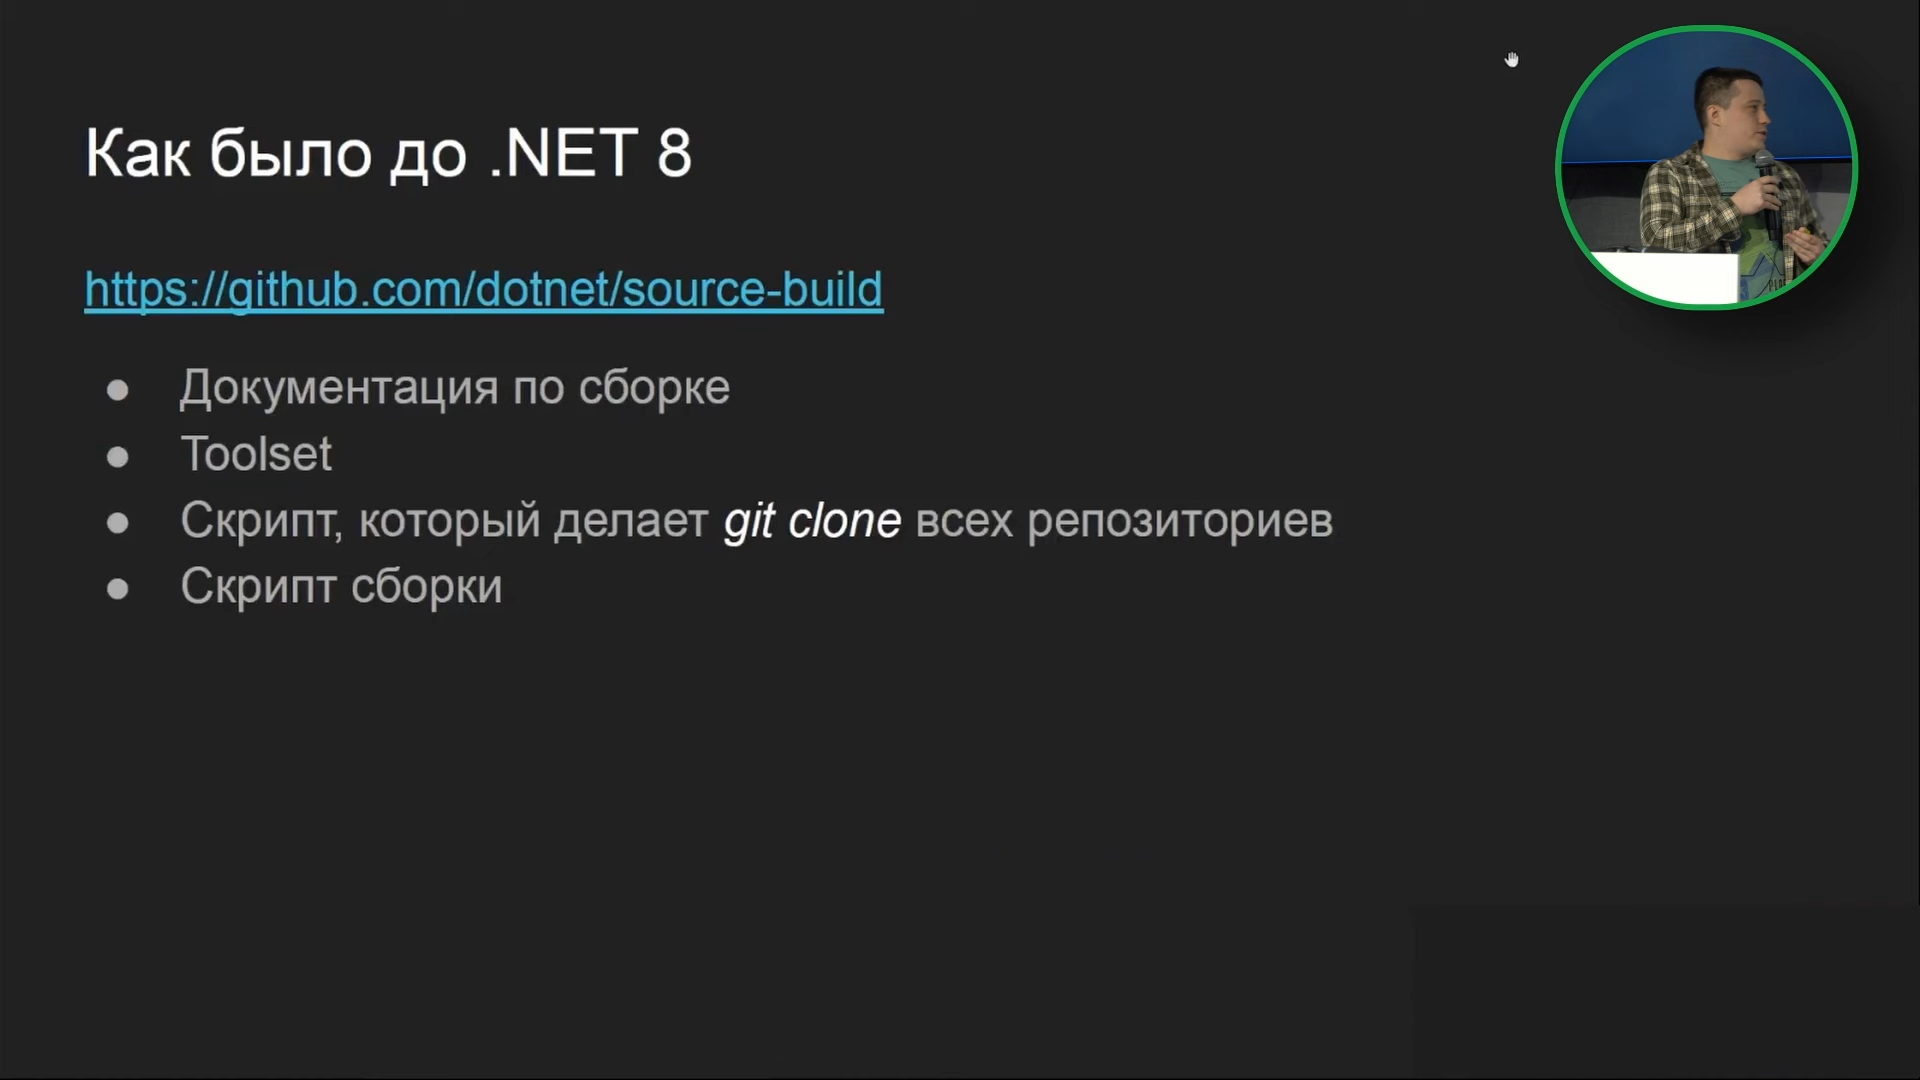 Как было до .NET 8
https://github.com/dotnet/source-build
● Документация по сборке
● Toolset
● Скрипт, который делает git clone всех репозиториев
● Скрипт сборки